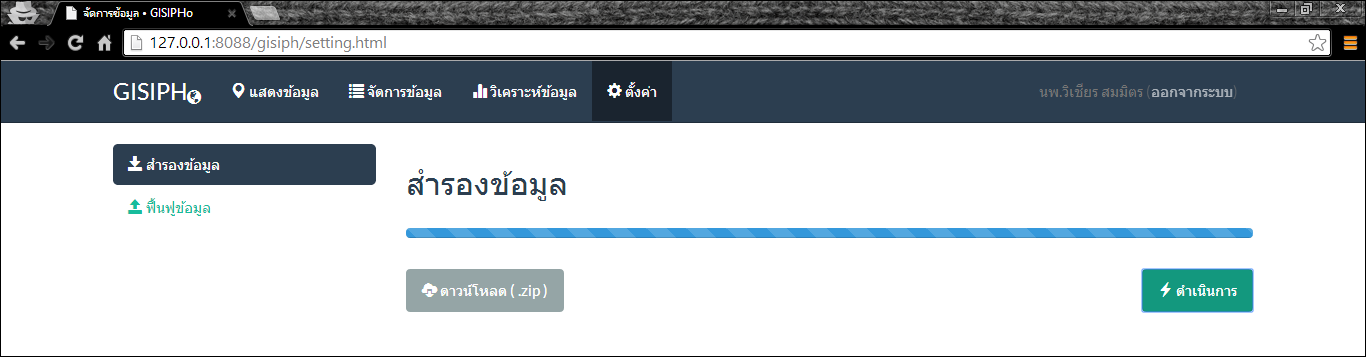 จัดการข้อมูล • GISIPHo
127.0.0.1:8088/gisiph/setting.html
GISIPHo แสดงข้อมูล จัดการข้อมูล วิเคราะห์ข้อมูล ตั้งค่า นพ.วิเชียร สมมิตร (ออกจากระบบ)
สำรองข้อมูล
ฟื้นฟูข้อมูล
สำรองข้อมูล
ดาวน์โหลด ( .zip ) ดำเนินการ